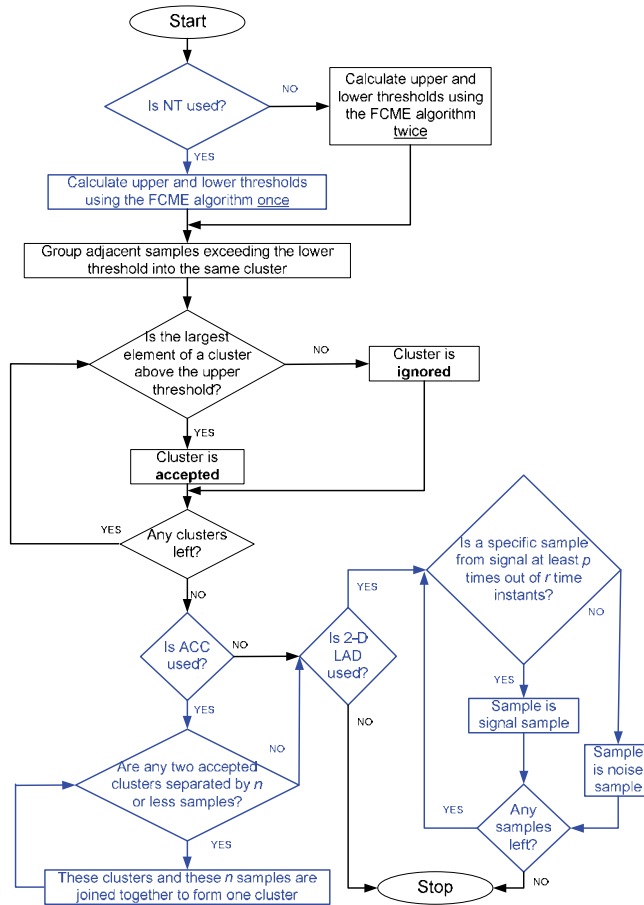 Start
Is NT used?
NO
Calculate upper and
lower thresholds using
the FCME algorithm
twice
YES
Calculate upper and lower thresholds
using the FCME algorithm once
Group adjacent samples exceeding the lower
threshold into the same cluster
Is the largest
element of a cluster
above the upper
threshold?
NO
Cluster is
ignored
YES
Cluster is
accepted
YES
Any clusters
left?
NO
Is ACC
used?
NO
YES
Are any two accepted
clusters separated by n
or less samples?
NO
YES
These clusters and these n samples are
joined together to form one cluster
Is 2-D
LAD
used?
YES
NO
Is a specific sample
from signal at least p
times out of r time
instants?
NO
YES
Sample is
signal sample
Sample
is noise
sample
YES
Any
samples
left?
NO
Stop